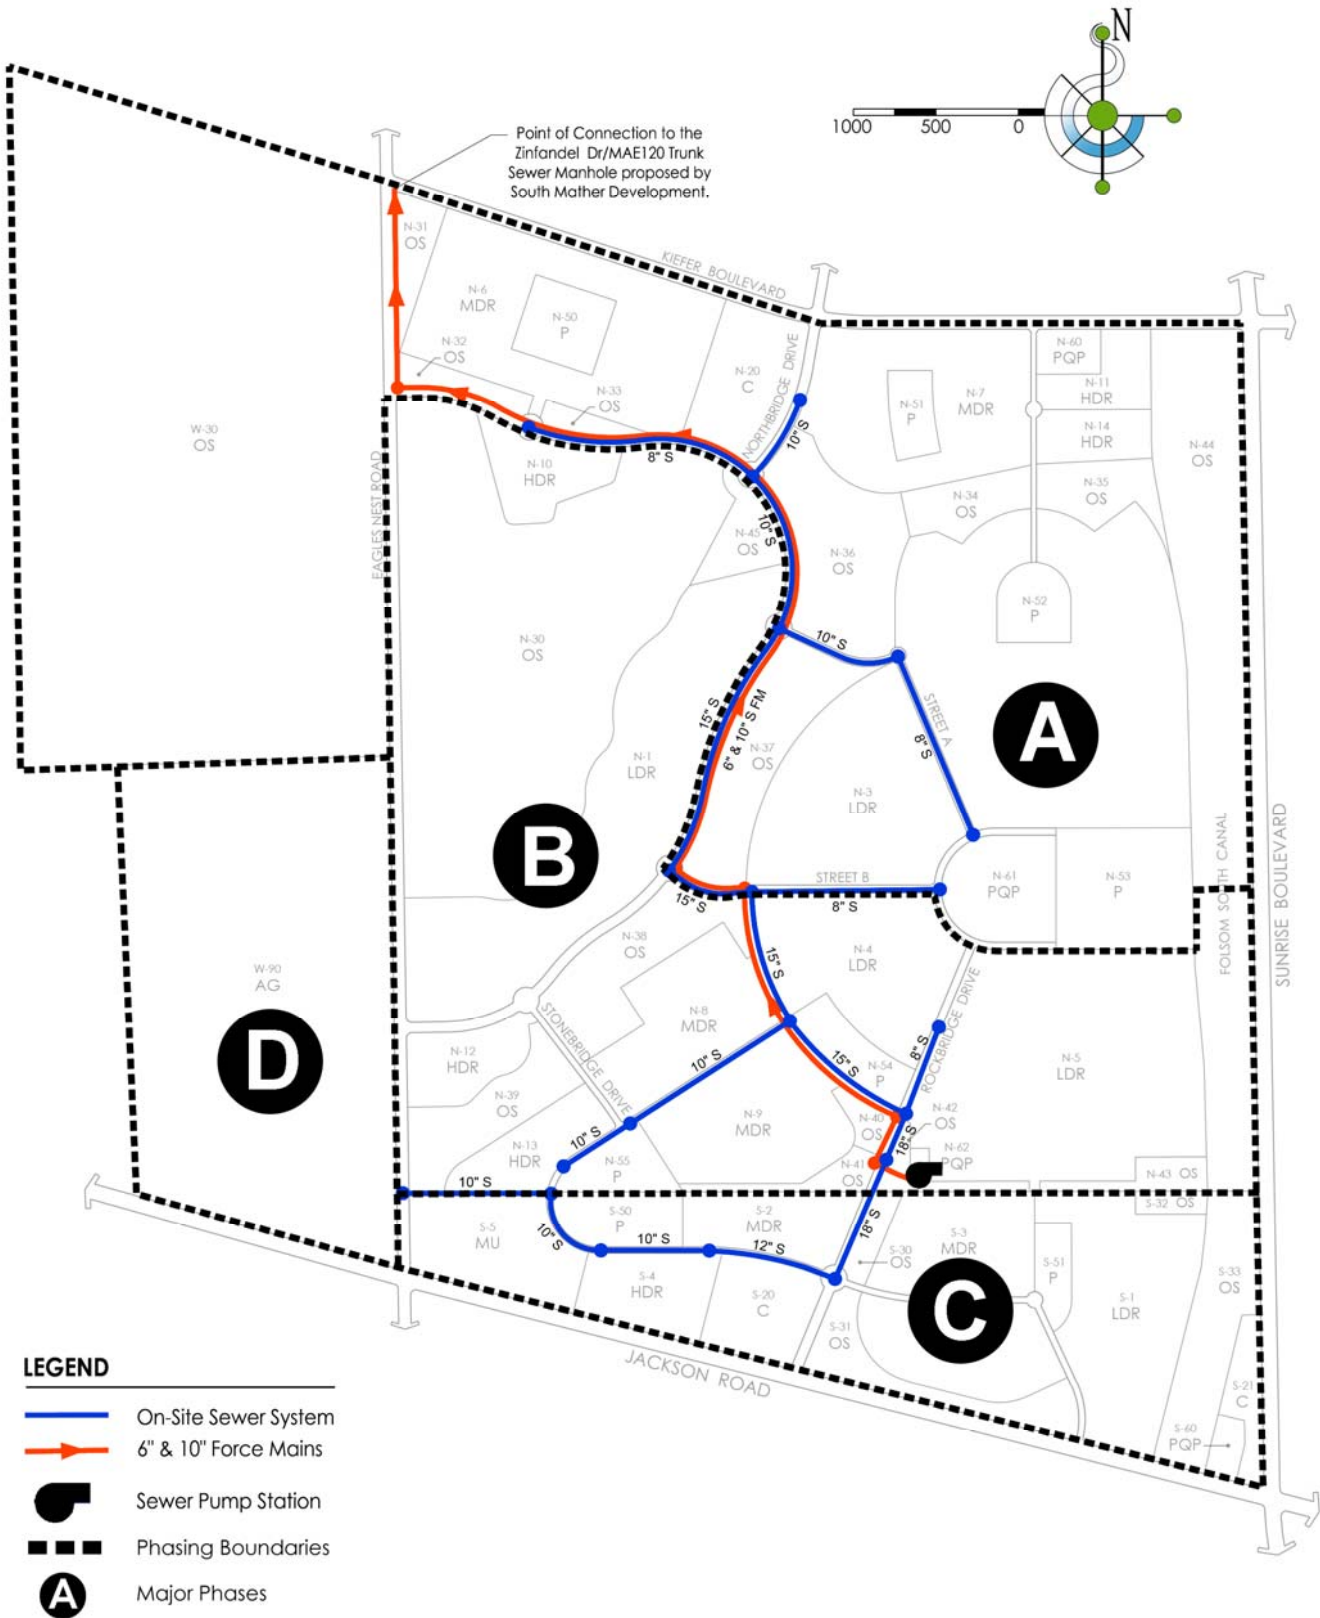 N
1000 500 0
Point of Connection to the
Zinfandel Dr/MAE120 Trunk
Sewer Manhole proposed by
South Mather Development.
N-31
OS
KIEFER BOULEVARD
N-6
MDR
N-50
P
N-32
OS
N-20
C
NORTHBRIDGE DRIVE
N-33
OS
N-60
PQP
N-7
MDR
N-11
HDR
N-51
P
N-14
HDR
N-44
OS
W-30
OS
10" S
8" S
N-10
HDR
N-34
OS
N-35
OS
EAGLES NEST ROAD
10" S
N-45
OS
N-36
OS
N-52
P
N-30
OS
10" S
STREET A
8" S
A
15" S
6" & 10" S FM
N-37
OS
N-1
LDR
N-3
LDR
B
STREET B
8" S
15" S
N-61
PQP
N-53
P
FOLSOM SOUTH CANAL
SUNRISE BOULEVARD
N-38
OS
N-4
LDR
15" S
W-90
AG
D
STONEBRIDGE DRIVE
N-8
MDR
ROCKBRIDGE DRIVE
8" S
N-12
HDR
10" S
15" S
N-54
P
N-5
LDR
N-39
OS
N-9
MDR
N-40
OS
N-42
OS
18" S
N-13
HDR
10" S
N-55
P
N-41
OS
N-62
PQP
N-43 OS
10" S
S-32 OS
S-5
MU
10" S
S-50
P
S-2
MDR
18" S
10" S
12" S
S-30
OS
S-3
MDR
S-51
P
S-33
OS
S-4
HDR
S-20
C
C
S-1
LDR
S-31
OS
JACKSON ROAD
S-21
C
S-60
PQP
LEGEND
On-Site Sewer System
6" & 10" Force Mains
Sewer Pump Station
Phasing Boundaries
A
Major Phases